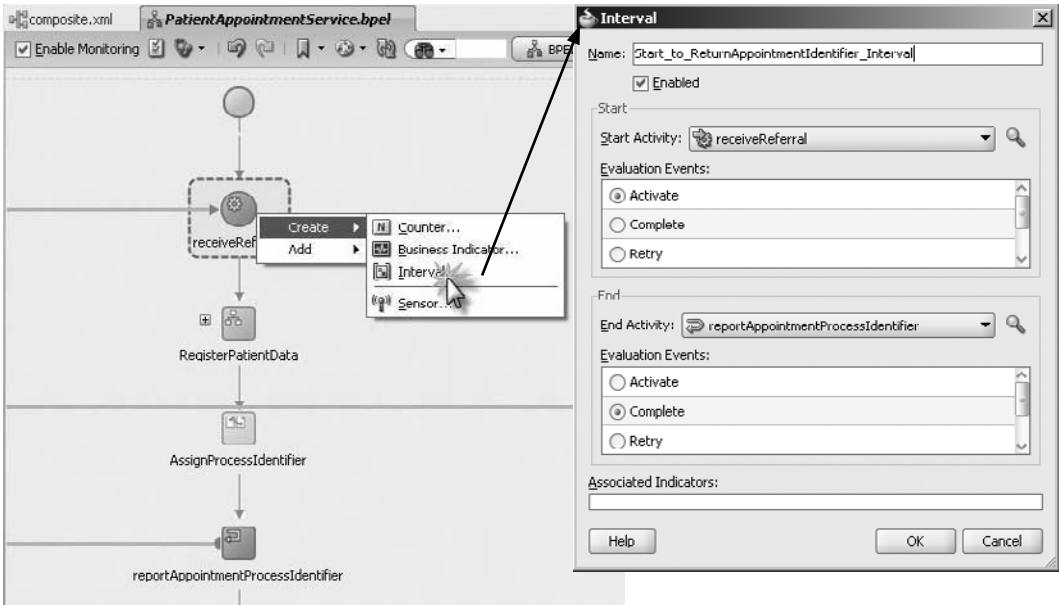 composite.xml
PatientAppointmentService.bpel
Enable Monitoring
BPE
receiveRef
Create
Add
Counter...
Business Indicator...
Interval
Sensor...
RegisterPatientData
AssignProcessIdentifier
reportAppointmentProcessIdentifier
Interval
Name: Start_to_ReturnAppointmentIdentifier_Interval
Enabled
Start
Start Activity: receiveReferral
Evaluation Events:
Activate
Complete
Retry
End
End Activity: reportAppointmentProcessIdentifier
Evaluation Events:
Activate
Complete
Retry
Associated Indicators:
Help
OK
Cancel